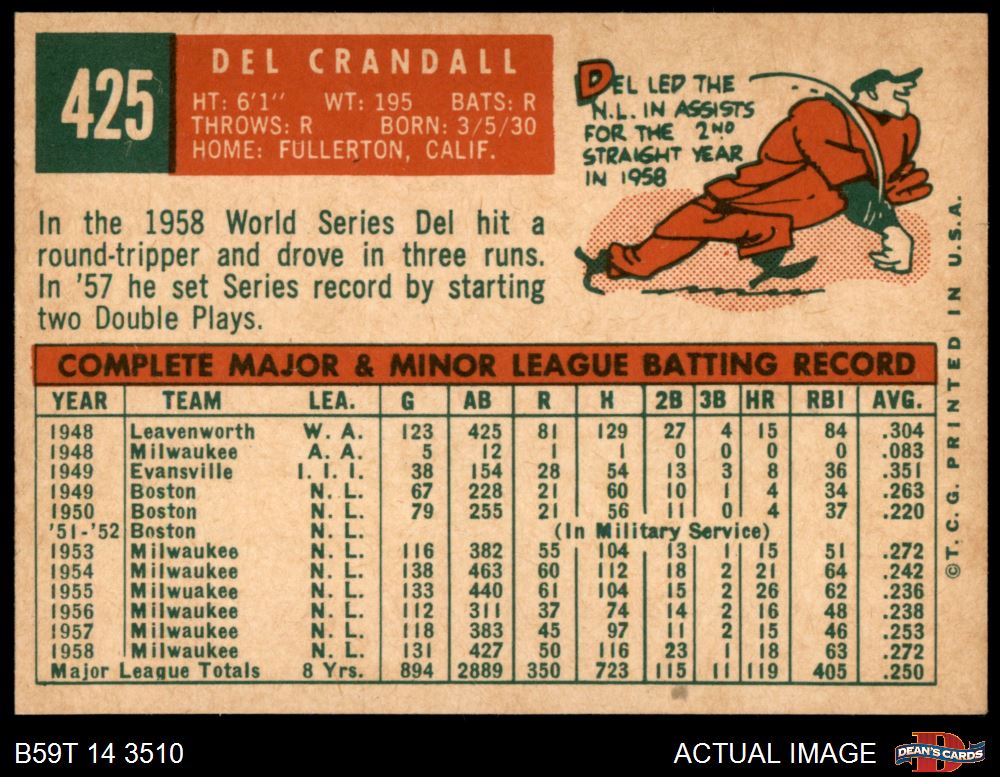 425
DEL CRANDALL
HT: 6'1" WT: 195 BATS: R
THROWS: R BORN: 3/5/30
HOME: FULLERTON, CALIF.
DEL LED THE
N.L. IN ASSISTS
FOR THE 2ND
STRAIGHT YEAR
IN 1958
In the 1958 World Series Del hit a
round-tripper and drove in three runs.
In '57 he set Series record by starting
two Double Plays.
COMPLETE MAJOR & MINOR LEAGUE BATTING RECORD
YEAR TEAM LEA. G AB R H 2B 3B HR RBI AVG.
1948 Leavenworth W. A. 123 425 81 129 27 4 15 84 .304
1948 Milwaukee A. A. 5 12 1 1 0 0 0 0 .083
1949 Evansville I. I. I. 38 154 28 54 13 3 8 36 .351
1949 Boston N. L. 67 228 21 60 10 1 4 34 .263
1950 Boston N. L. 79 255 21 56 11 0 4 37 .220
'51-'52 Boston N. L. (In Military Service)
1953 Milwaukee N. L. 116 382 55 104 13 1 15 51 .272
1954 Milwaukee N. L. 138 463 60 112 18 2 21 64 .242
1955 Milwuakee N. L. 133 440 61 104 15 2 26 62 .236
1956 Milwaukee N. L. 112 311 37 74 14 2 16 48 .238
1957 Milwaukee N. L. 118 383 45 97 11 2 15 46 .253
1958 Milwaukee N. L. 131 427 50 116 23 1 18 63 .272
Major League Totals 8 Yrs. 894 2889 350 723 115 11 119 405 .250
©T. C. G. PRINTED IN U.S.A.
B59T 14 3510
ACTUAL IMAGE
DEAN'S CARDS